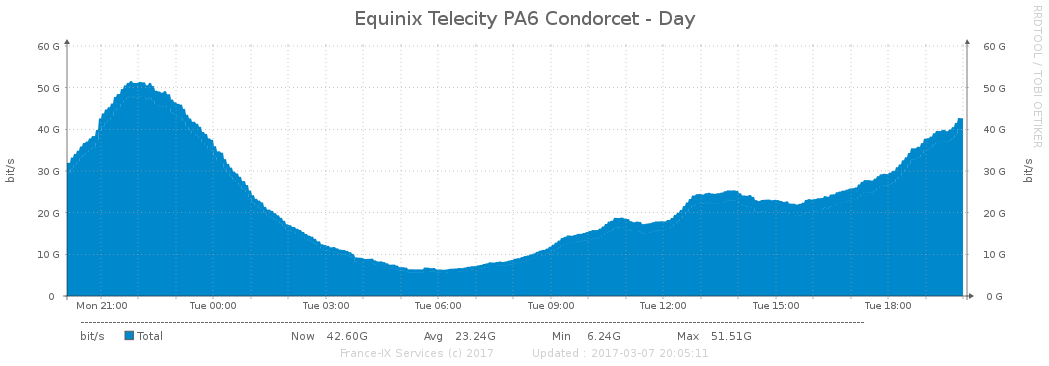 Equinix Telecity PA6 Condorcet - Day
RRDTOOL / TOBI OETIKER
bit/s
60 G 60 G
50 G 50 G
40 G 40 G
30 G 30 G
20 G 20 G
10 G 10 G
0 0 G
bit/s
Mon 21:00 Tue 00:00 Tue 03:00 Tue 06:00 Tue 09:00 Tue 12:00 Tue 15:00 Tue 18:00
bit/s Total Now 42.60G Avg 23.24G Min 6.24G Max 51.51G
France-IX Services (c) 2017 Updated : 2017-03-07 20:05:11